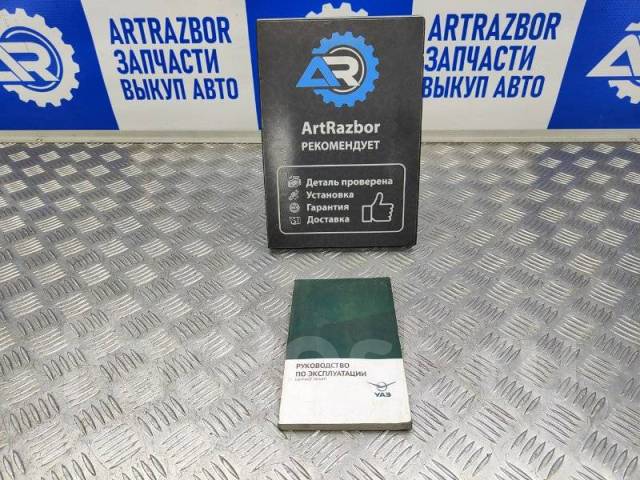 ARTRAZBOR
ЗАПЧАСТИ
ВЫКУП АВТО
ARTRAZBOR
ЗАПЧАСТИ
ВЫКУП АВТО
AR
ArtRazbor
РЕКОМЕНДУЕТ
Деталь проверена
Установка
Гарантия
Доставка
РУКОВОДСТВО
ПО ЭКСПЛУАТАЦИИ
УАЗ